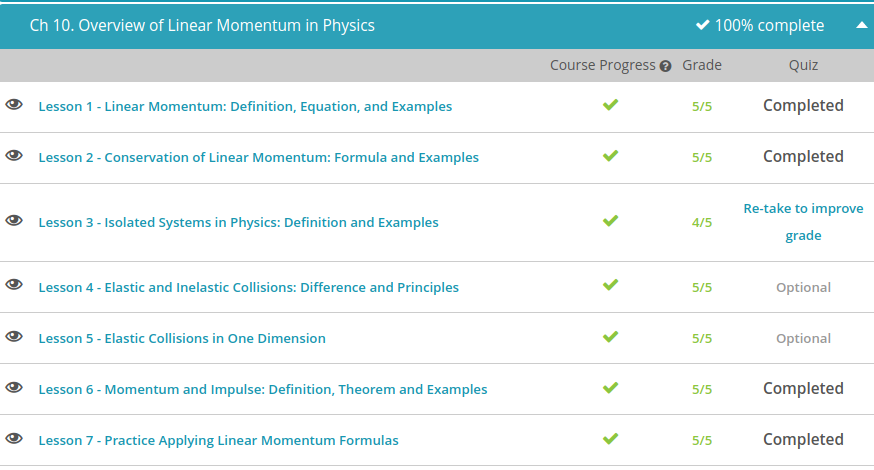 Ch 10. Overview of Linear Momentum in Physics 100% complete
Course Progress ? Grade Quiz
Lesson 1 - Linear Momentum: Definition, Equation, and Examples 5/5 Completed
Lesson 2 - Conservation of Linear Momentum: Formula and Examples 5/5 Completed
Lesson 3 - Isolated Systems in Physics: Definition and Examples 4/5 Re-take to improve
grade
Lesson 4 - Elastic and Inelastic Collisions: Difference and Principles 5/5 Optional
Lesson 5 - Elastic Collisions in One Dimension 5/5 Optional
Lesson 6 - Momentum and Impulse: Definition, Theorem and Examples 5/5 Completed
Lesson 7 - Practice Applying Linear Momentum Formulas 5/5 Completed